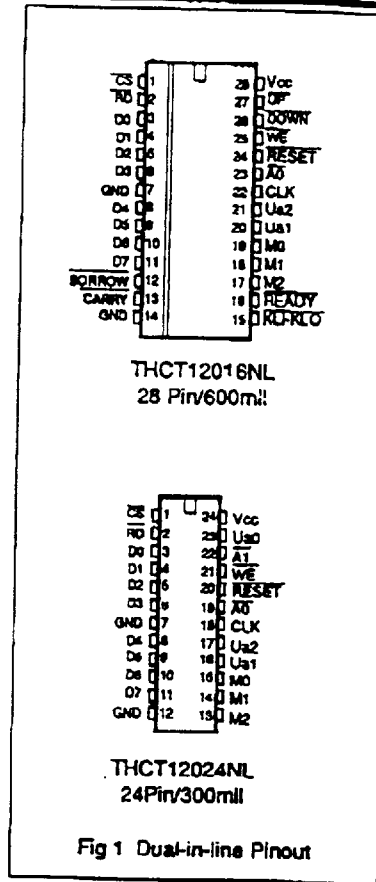 CS 1 28 Vcc
RD 2 27 UP
D0 3 26 DOWN
D1 4 25 WE
D2 5 24 RESET
D3 6 23 A0
GND 7 22 CLK
D4 8 21 Ua2
D5 9 20 Ua1
D6 10 19 M0
D7 11 18 M1
BORROW 12 17 M2
CARRY 13 16 READY
GND 14 15
THCT12016NL
28 Pin/600mil
CS 1 24 Vcc
RD 2 23 Ua0
D0 3 22 A1
D1 4 21 WE
D2 5 20 RESET
D3 6 19 A0
GND 7 18 CLK
D4 8 17 Ua2
D5 9 16 Ua1
D6 10 15 M0
D7 11 14 M1
GND 12 13 M2
THCT12024NL
24Pin/300mil
Fig 1 Dual-in-line Pinout